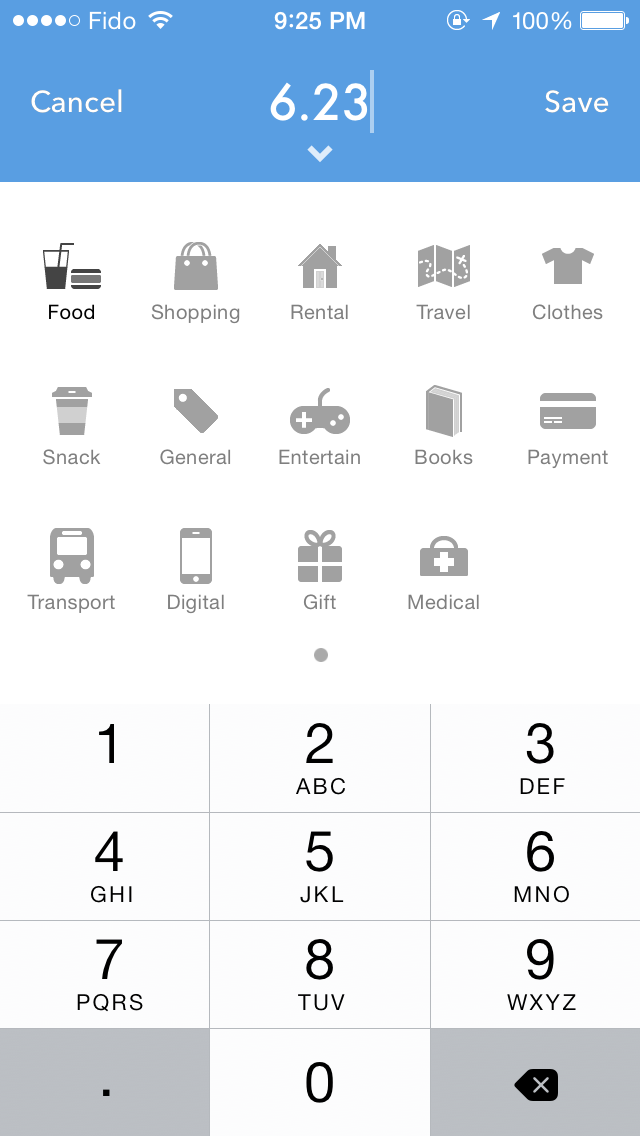 Fido 9:25 PM 100%
Cancel 6.23 Save
Food Shopping Rental Travel Clothes
Snack General Entertain Books Payment
Transport Digital Gift Medical
1 2 3
ABC DEF
4 5 6
GHI JKL MNO
7 8 9
PQRS TUV WXYZ
. 0